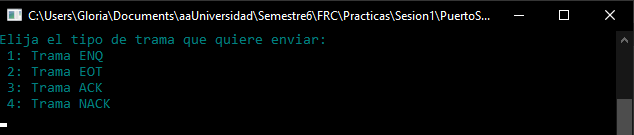 C:\Users\Gloria\Documents\aaUniversidad\Semestre6\FRC\Practicas\Sesion1\PuertoS...
Elija el tipo de trama que quiere enviar:
1: Trama ENQ
2: Trama EOT
3: Trama ACK
4: Trama NACK